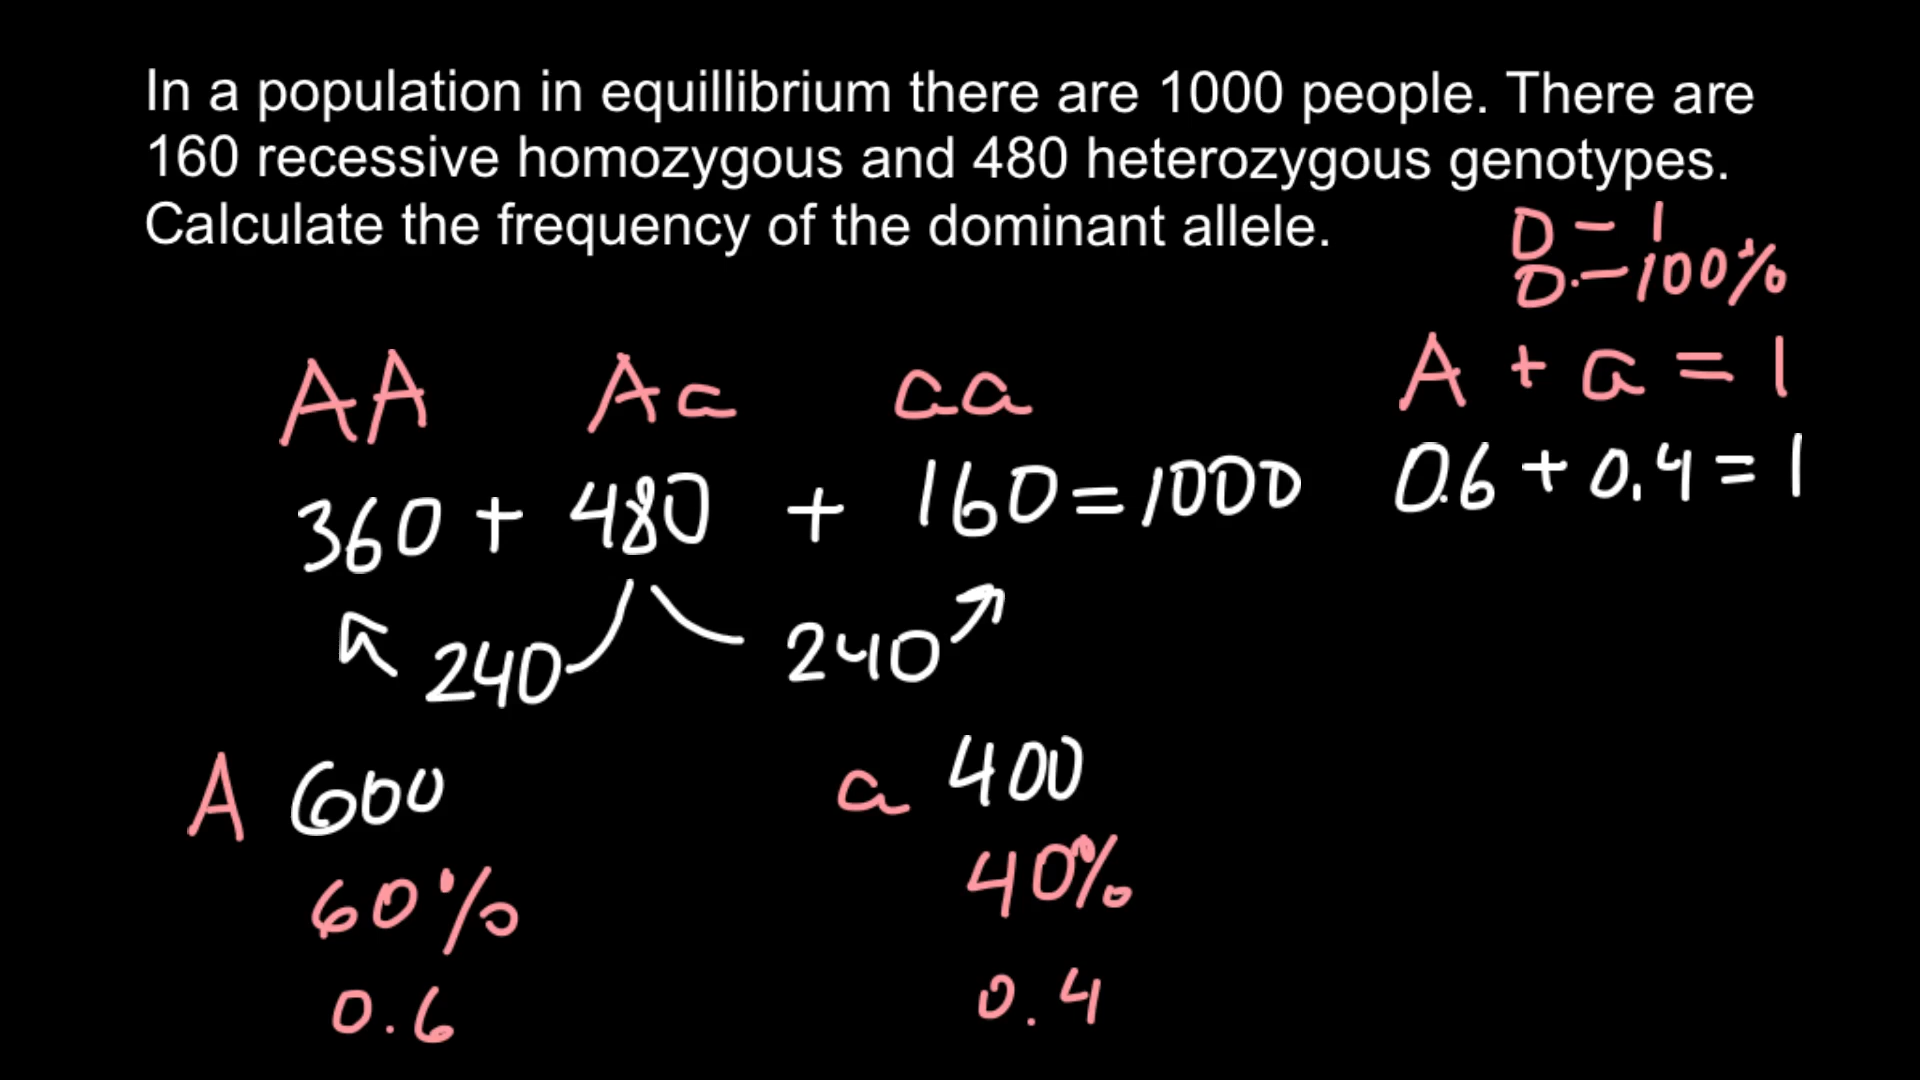 In a population in equillibrium there are 1000 people. There are
160 recessive homozygous and 480 heterozygous genotypes.
Calculate the frequency of the dominant allele.
0 - 1
0 - 100%
AA Aa aa
A + a = 1
360 + 480 + 160 = 1000
0.6 + 0.4 = 1
240 240
A 600
a 400
60%
40%
0.6
0.4